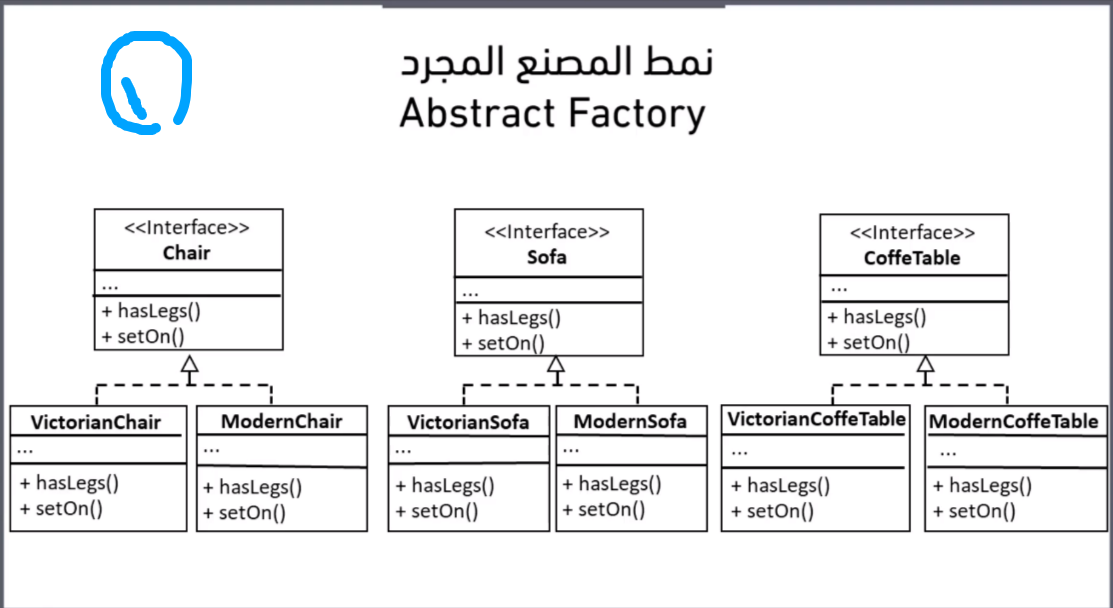 نمط المصنع المجرد
Abstract Factory
<<Interface>>
Chair
...
+ hasLegs()
+ setOn()
<<Interface>>
Sofa
...
+ hasLegs()
+ setOn()
<<Interface>>
CoffeTable
...
+ hasLegs()
+ setOn()
VictorianChair
...
+ hasLegs()
+ setOn()
ModernChair
...
+ hasLegs()
+ setOn()
VictorianSofa
...
+ hasLegs()
+ setOn()
ModernSofa
...
+ hasLegs()
+ setOn()
VictorianCoffeTable
...
+ hasLegs()
+ setOn()
ModernCoffeTable
...
+ hasLegs()
+ setOn()